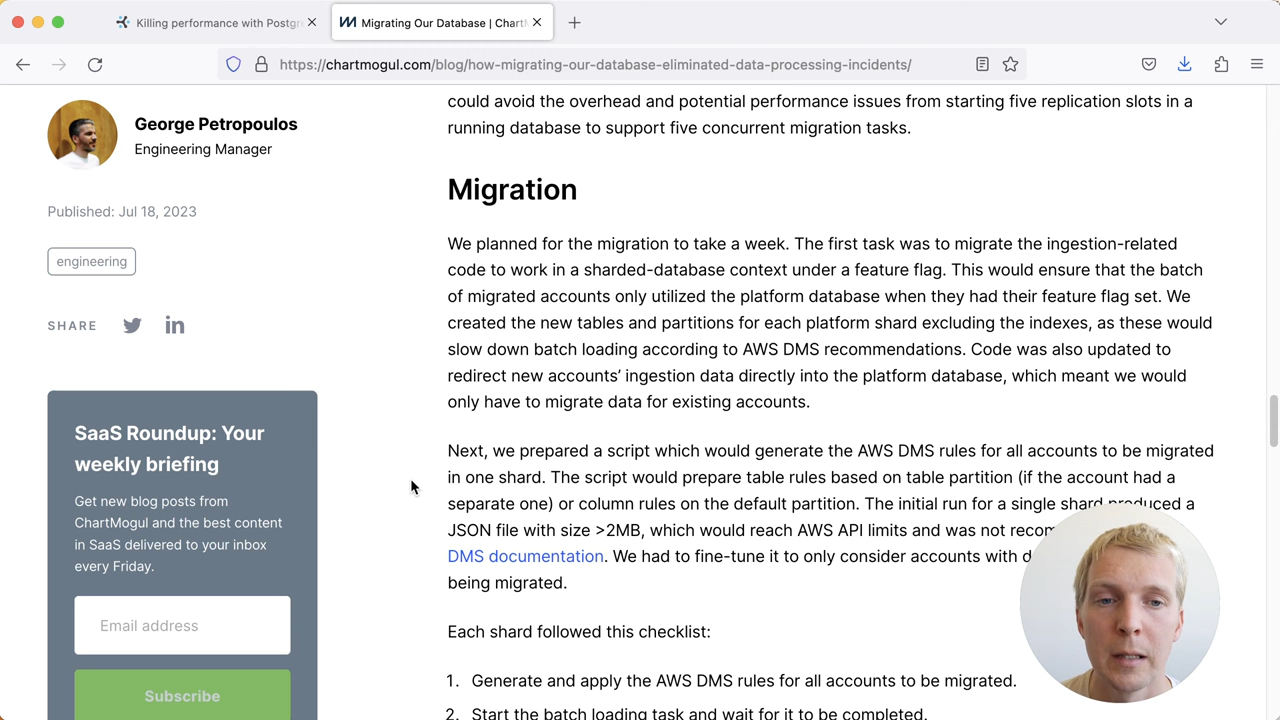 Killing performance with Postgr
Migrating Our Database | Chart
https://chartmogul.com/blog/how-migrating-our-database-eliminated-data-processing-incidents/
George Petropoulos
Engineering Manager
Published: Jul 18, 2023
engineering
SHARE
SaaS Roundup: Your
weekly briefing
Get new blog posts from
ChartMogul and the best content
in SaaS delivered to your inbox
every Friday.
Email address
Subscribe
could avoid the overhead and potential performance issues from starting five replication slots in a
running database to support five concurrent migration tasks.
Migration
We planned for the migration to take a week. The first task was to migrate the ingestion-related
code to work in a sharded-database context under a feature flag. This would ensure that the batch
of migrated accounts only utilized the platform database when they had their feature flag set. We
created the new tables and partitions for each platform shard excluding the indexes, as these would
slow down batch loading according to AWS DMS recommendations. Code was also updated to
redirect new accounts’ ingestion data directly into the platform database, which meant we would
only have to migrate data for existing accounts.
Next, we prepared a script which would generate the AWS DMS rules for all accounts to be migrated
in one shard. The script would prepare table rules based on table partition (if the account had a
separate one) or column rules on the default partition. The initial run for a single shard produced a
JSON file with size >2MB, which would reach AWS API limits and was not recom
DMS documentation. We had to fine-tune it to only consider accounts with d
being migrated.
Each shard followed this checklist:
1. Generate and apply the AWS DMS rules for all accounts to be migrated.
2. Start the batch loading task and wait for it to be completed.